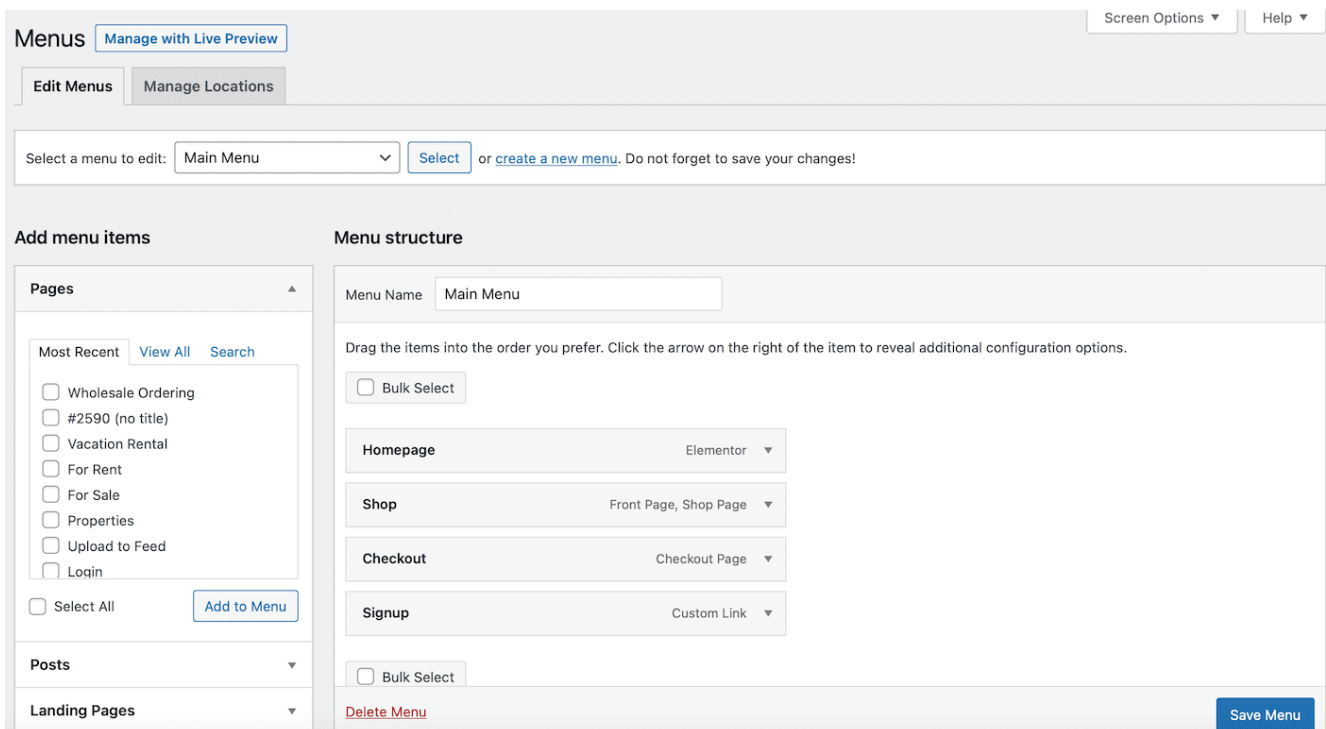 Screen Options ▼ Help ▼
Menus Manage with Live Preview
Edit Menus Manage Locations
Select a menu to edit: Main Menu Select or create a new menu. Do not forget to save your changes!
Add menu items
Pages
Most Recent View All Search
Wholesale Ordering
#2590 (no title)
Vacation Rental
For Rent
For Sale
Properties
Upload to Feed
Login
Select All Add to Menu
Posts
Landing Pages
Menu structure
Menu Name Main Menu
Drag the items into the order you prefer. Click the arrow on the right of the item to reveal additional configuration options.
Bulk Select
Homepage Elementor
Shop Front Page, Shop Page
Checkout Checkout Page
Signup Custom Link
Bulk Select
Delete Menu Save Menu